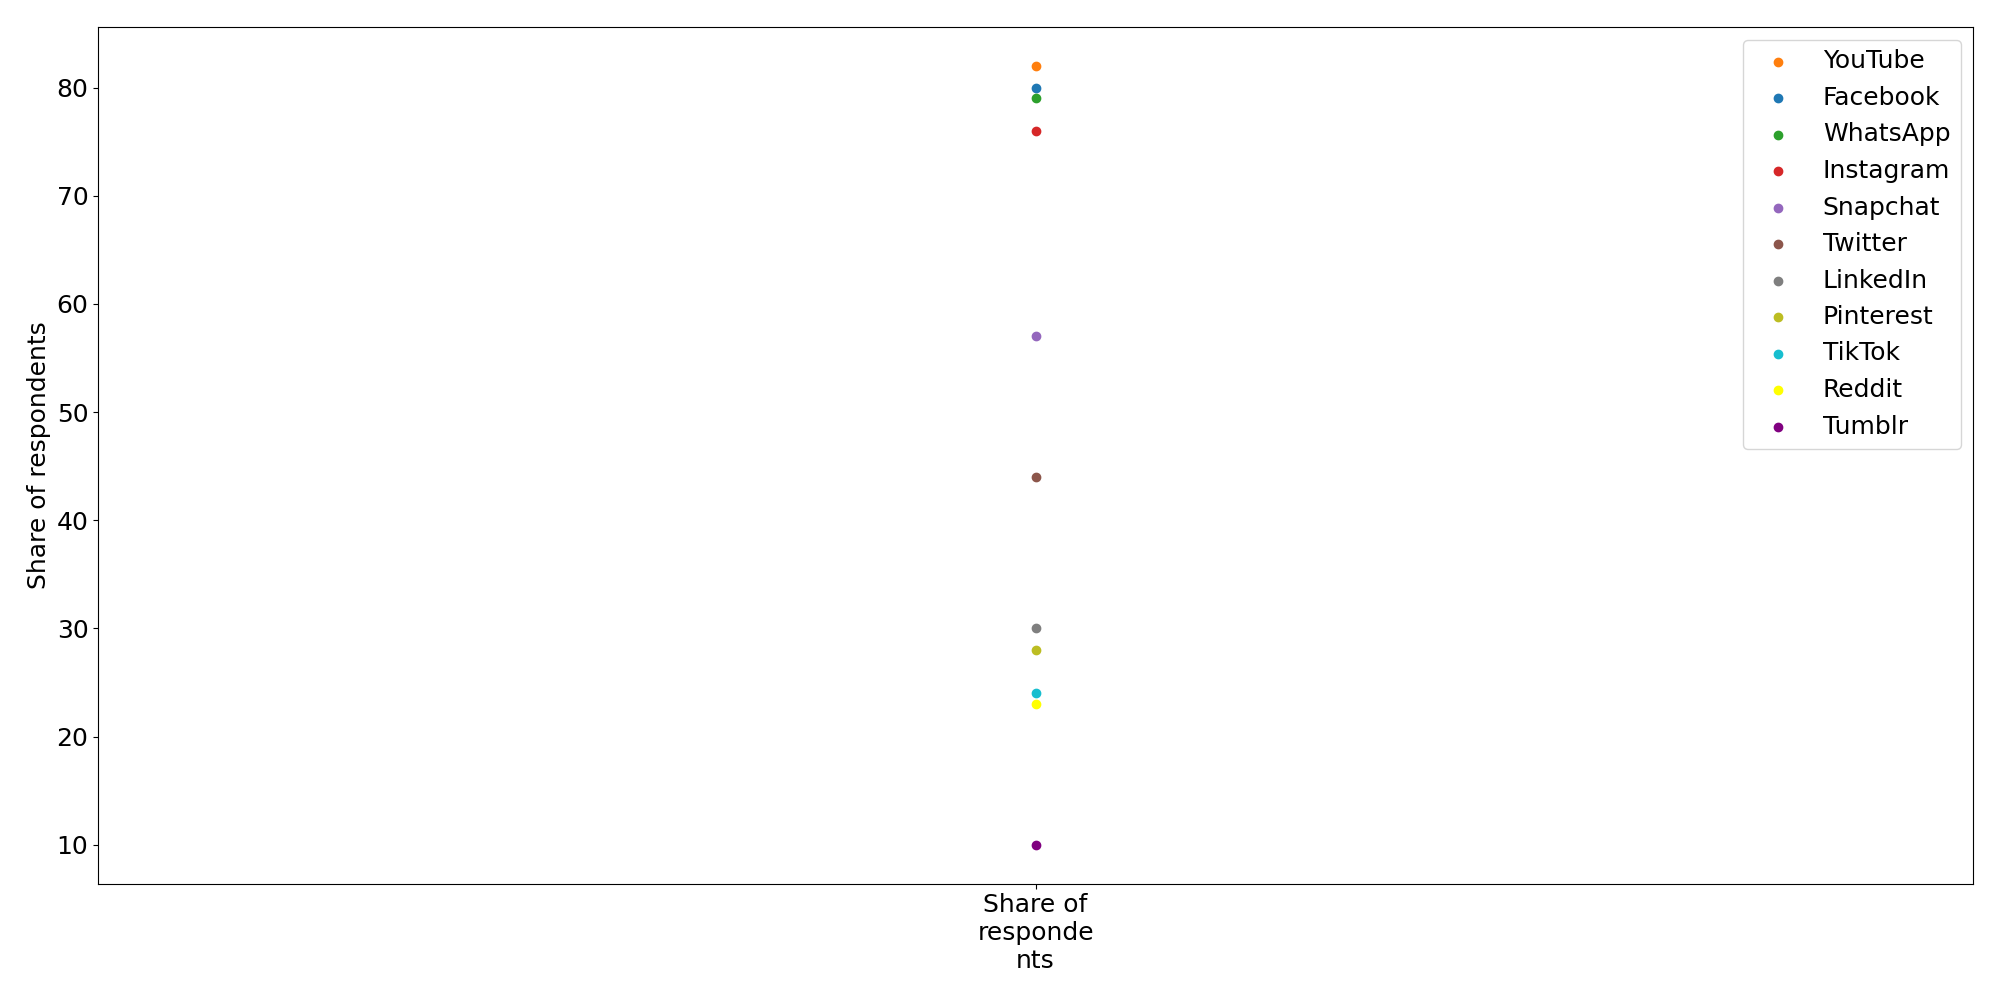 Share of respondents
80
70
60
50
40
30
20
10
Share of
responde
nts
YouTube
Facebook
WhatsApp
Instagram
Snapchat
Twitter
LinkedIn
Pinterest
TikTok
Reddit
Tumblr